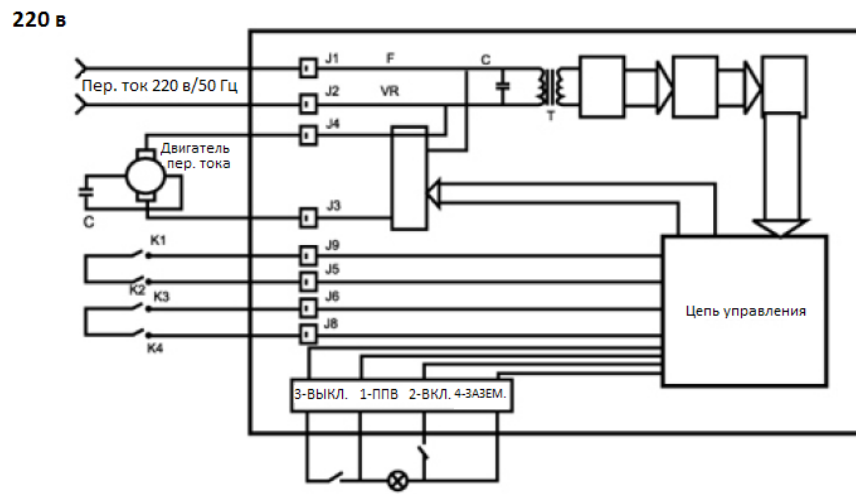 220 в
J1 F C
Пер. ток 220 в/50 Гц
J2 VR
T
J4
Двигатель
пер. тока
C
J3
K1
J9
J5
K2 K3
J6
J8
K4
Цепь управления
3-ВЫКЛ. 1-ППВ 2-ВКЛ. 4-ЗАЗЕМ.